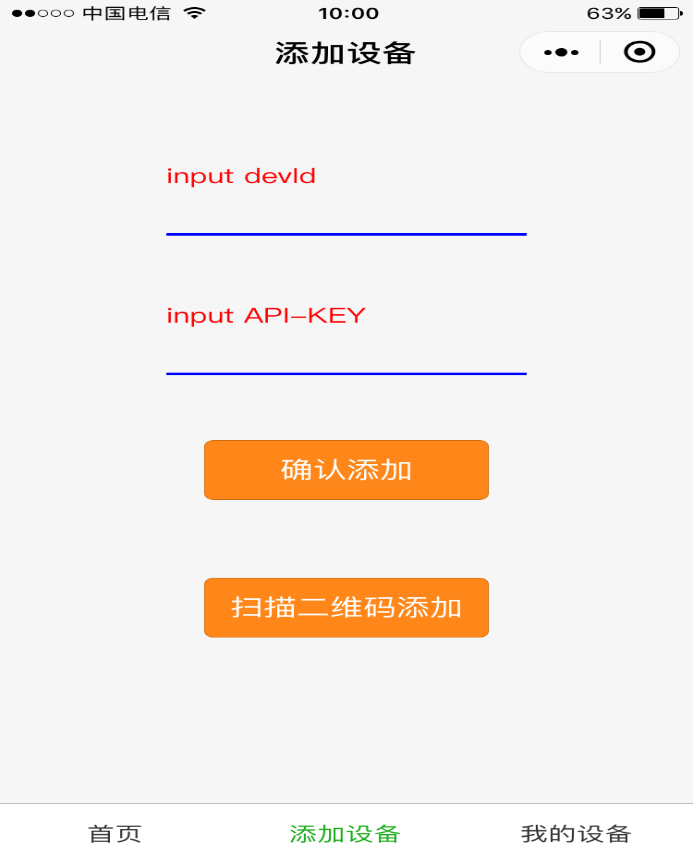 中国电信 10:00 63%
添加设备
input devId
input API-KEY
确认添加
扫描二维码添加
首页 添加设备 我的设备